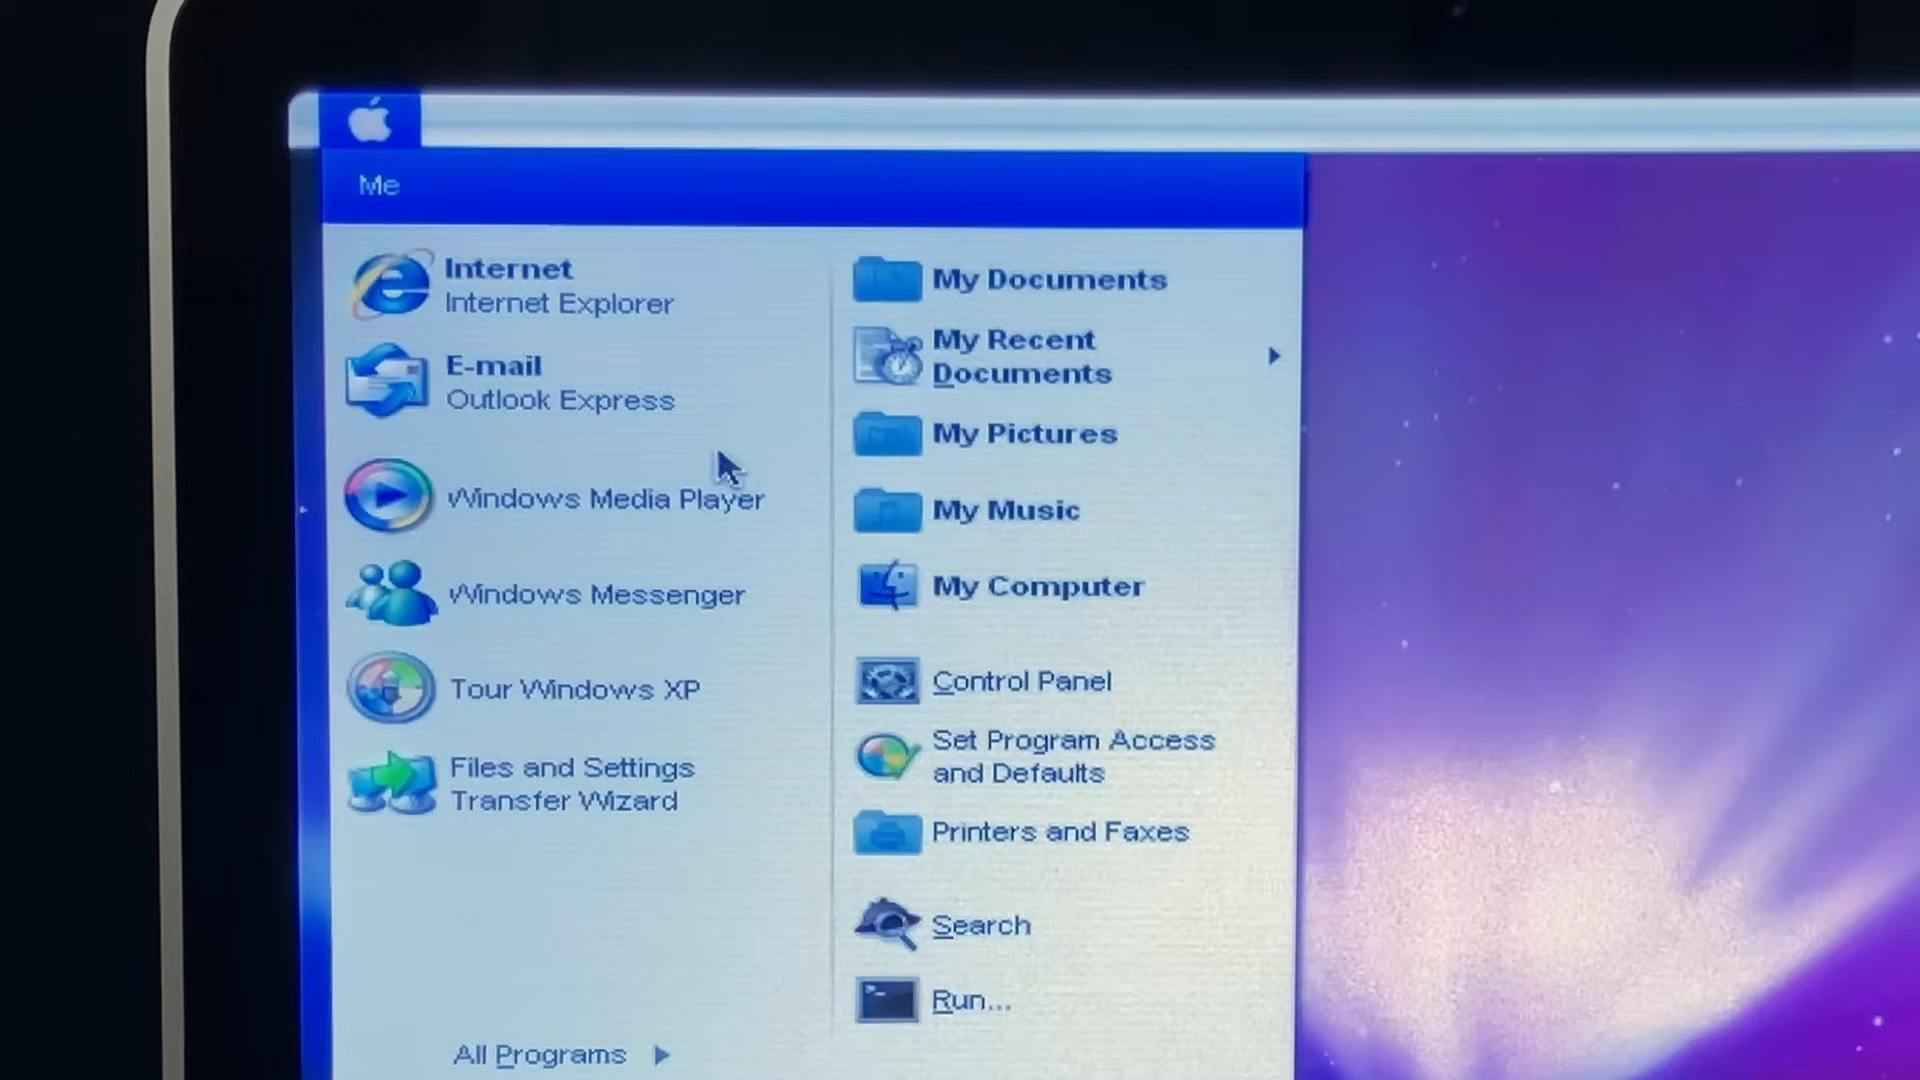 Me
Internet
Internet Explorer
E-mail
Outlook Express
Windows Media Player
Windows Messenger
Tour Windows XP
Files and Settings
Transfer Wizard
All Programs
My Documents
My Recent
Documents
My Pictures
My Music
My Computer
Control Panel
Set Program Access
and Defaults
Printers and Faxes
Search
Run...